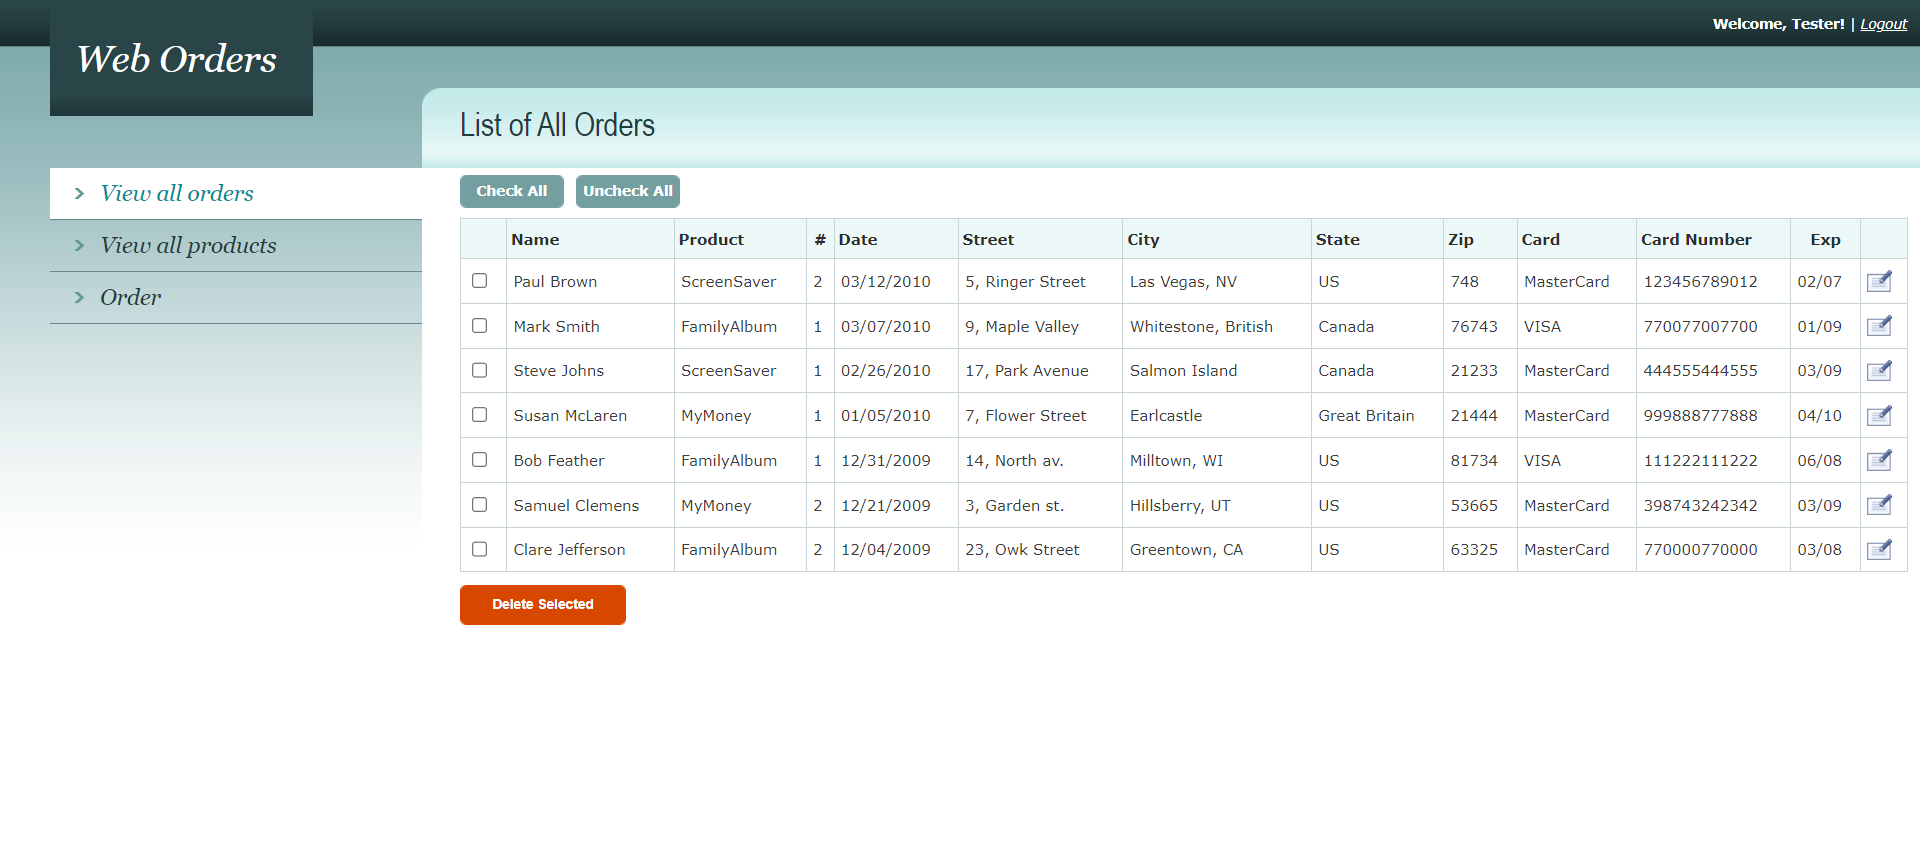 Welcome, Tester! | Logout
Web Orders
List of All Orders
View all orders
View all products
Order
Check All Uncheck All
Name Product # Date Street City State Zip Card Card Number Exp
Paul Brown ScreenSaver 2 03/12/2010 5, Ringer Street Las Vegas, NV US 748 MasterCard 123456789012 02/07
Mark Smith FamilyAlbum 1 03/07/2010 9, Maple Valley Whitestone, British Canada 76743 VISA 770077007700 01/09
Steve Johns ScreenSaver 1 02/26/2010 17, Park Avenue Salmon Island Canada 21233 MasterCard 444555444555 03/09
Susan McLaren MyMoney 1 01/05/2010 7, Flower Street Earlcastle Great Britain 21444 MasterCard 999888777888 04/10
Bob Feather FamilyAlbum 1 12/31/2009 14, North av. Milltown, WI US 81734 VISA 111222111222 06/08
Samuel Clemens MyMoney 2 12/21/2009 3, Garden st. Hillsberry, UT US 53665 MasterCard 398743242342 03/09
Clare Jefferson FamilyAlbum 2 12/04/2009 23, Owk Street Greentown, CA US 63325 MasterCard 770000770000 03/08
Delete Selected